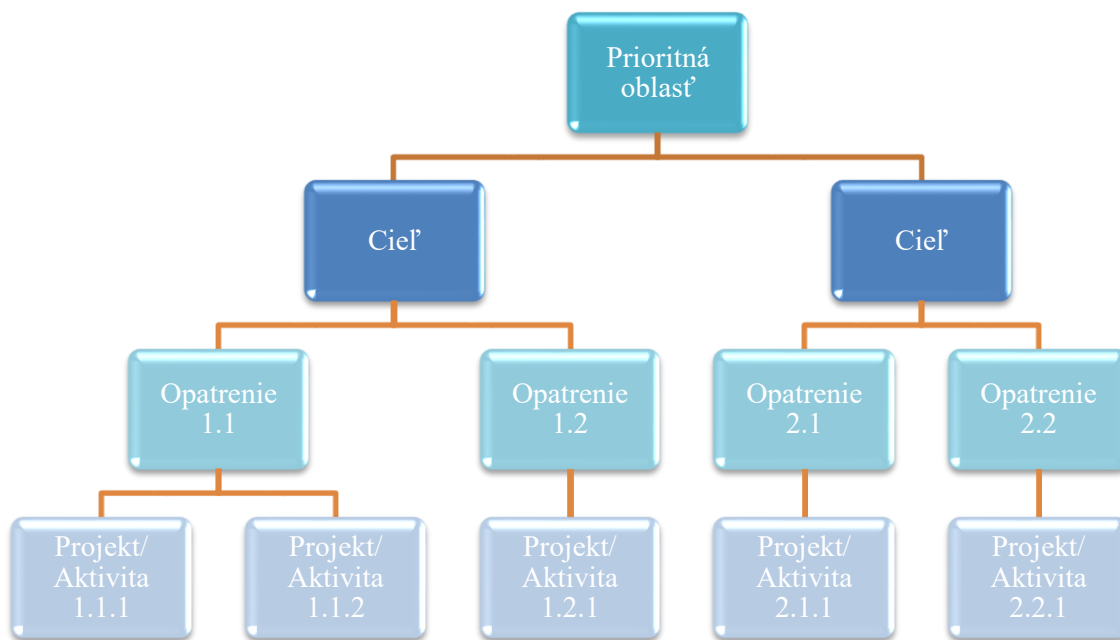 Prioritná
oblasť
Cieľ
Cieľ
Opatrenie
1.1
Opatrenie
1.2
Opatrenie
2.1
Opatrenie
2.2
Projekt/
Aktivita
1.1.1
Projekt/
Aktivita
1.1.2
Projekt/
Aktivita
1.2.1
Projekt/
Aktivita
2.1.1
Projekt/
Aktivita
2.2.1